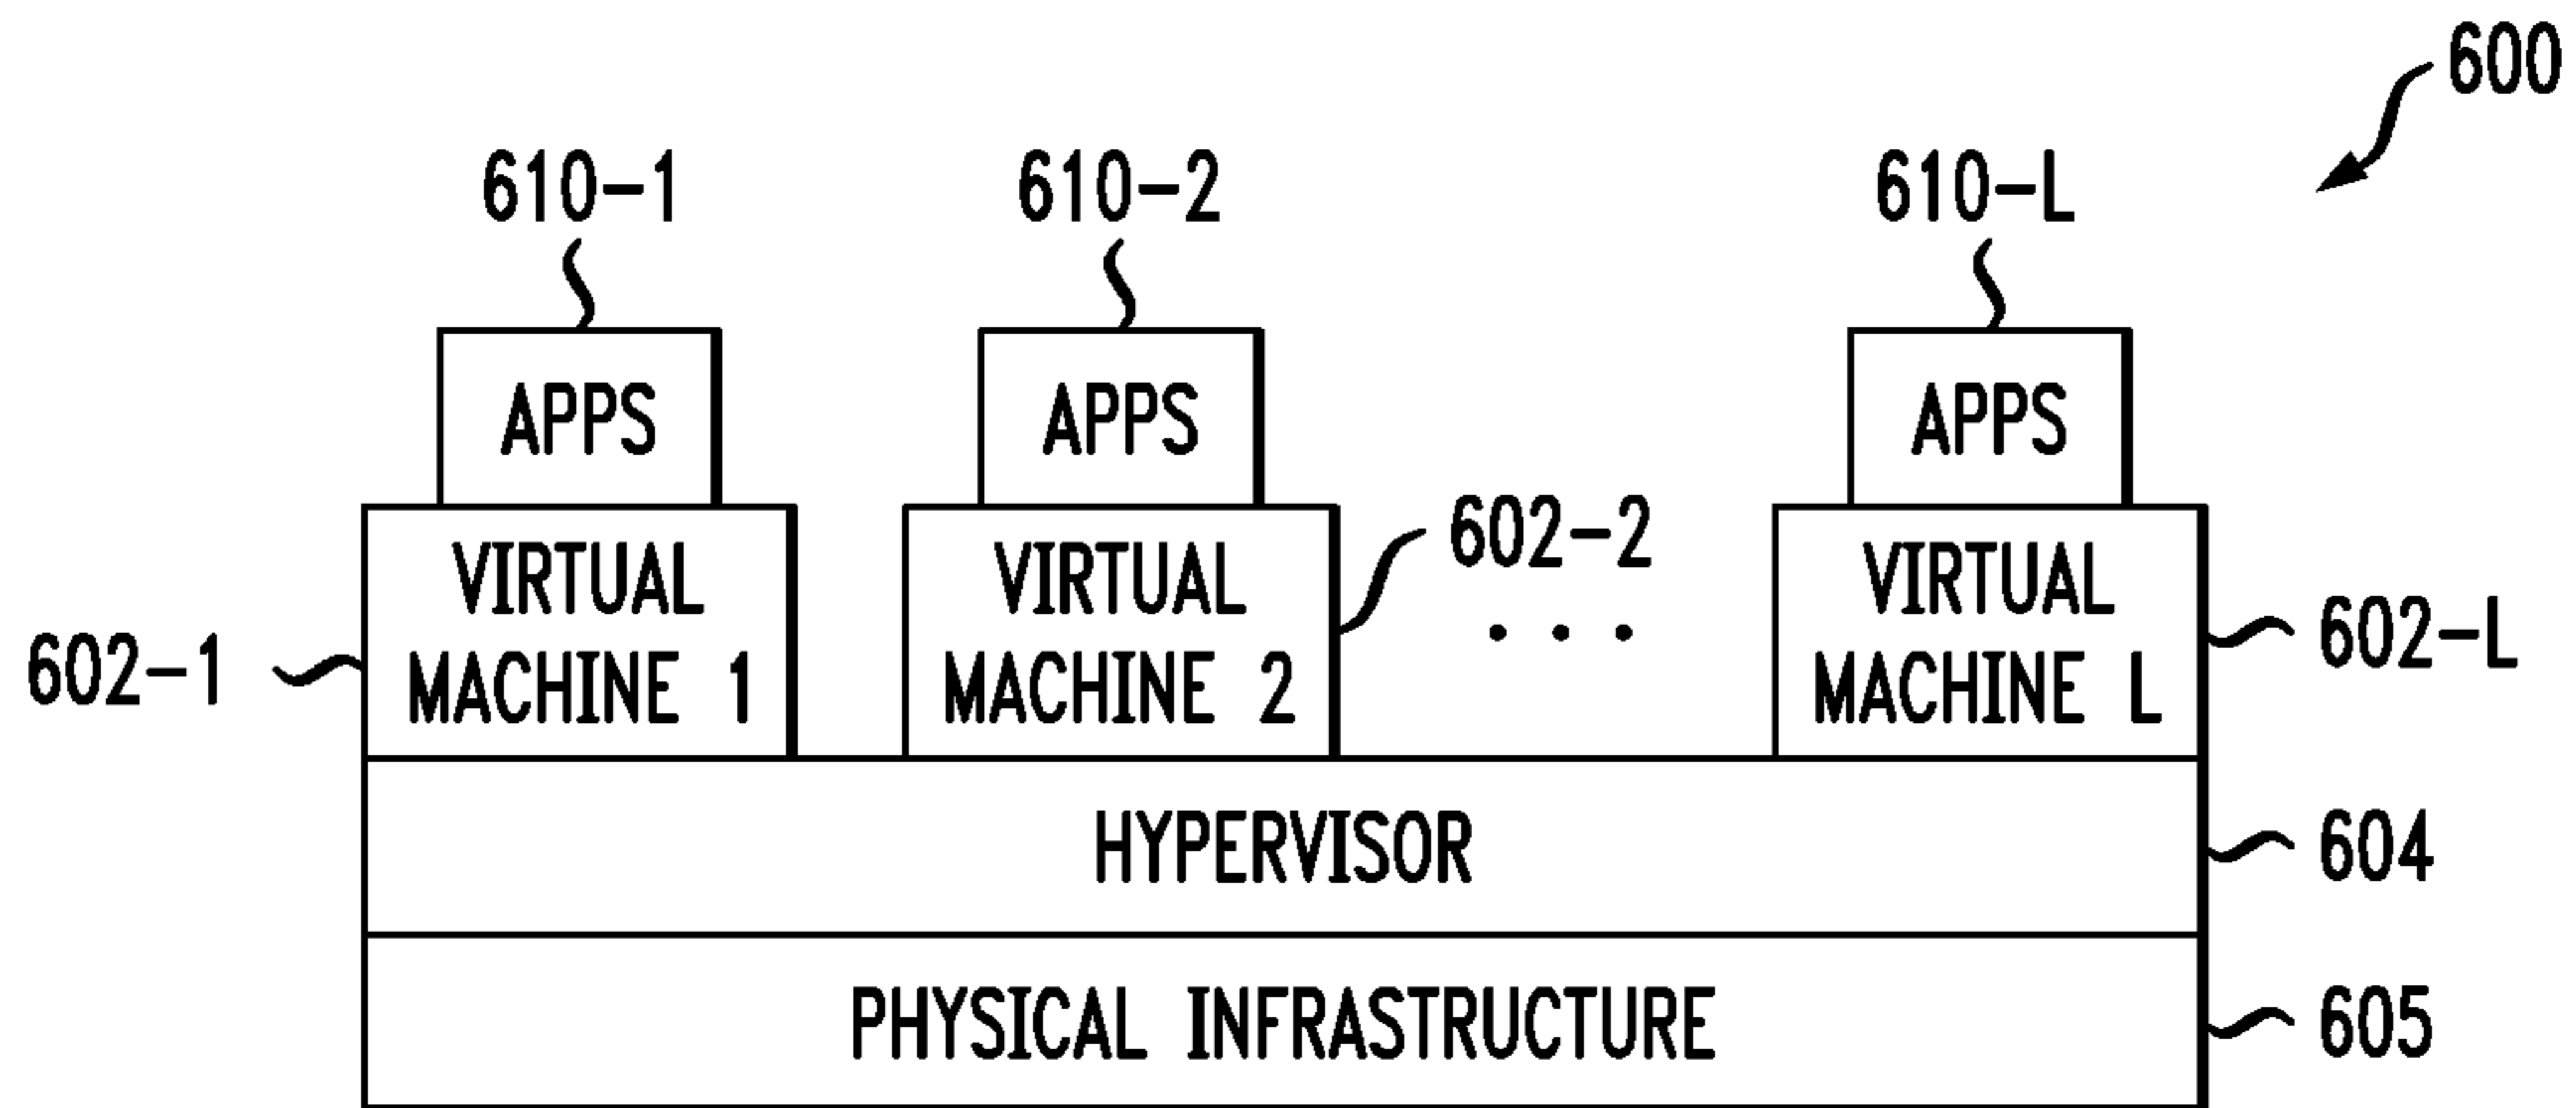 600
610-1
610-2
610-L
APPS
APPS
APPS
VIRTUAL
MACHINE 1
VIRTUAL
MACHINE 2
602-2
. . .
VIRTUAL
MACHINE L
602-1
602-L
HYPERVISOR
604
PHYSICAL INFRASTRUCTURE
605